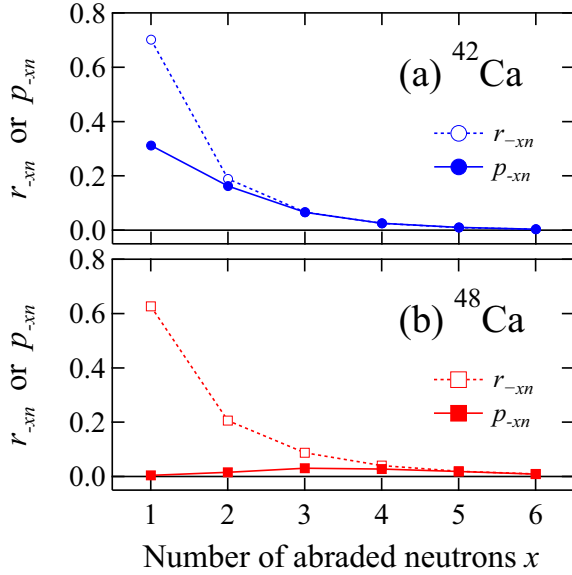 0.8
0.6
0.4
0.2
0.0
r-xn or p-xn
(a) 42Ca
r−xn
p-xn
0.8
0.6
0.4
0.2
0.0
r-xn or p-xn
(b) 48Ca
r−xn
p-xn
1 2 3 4 5 6
Number of abraded neutrons x